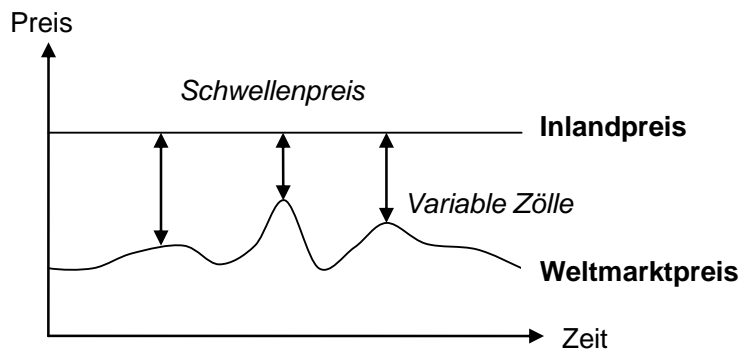 Preis
Schwellenpreis
Inlandpreis
Variable Zölle
Weltmarktpreis
Zeit